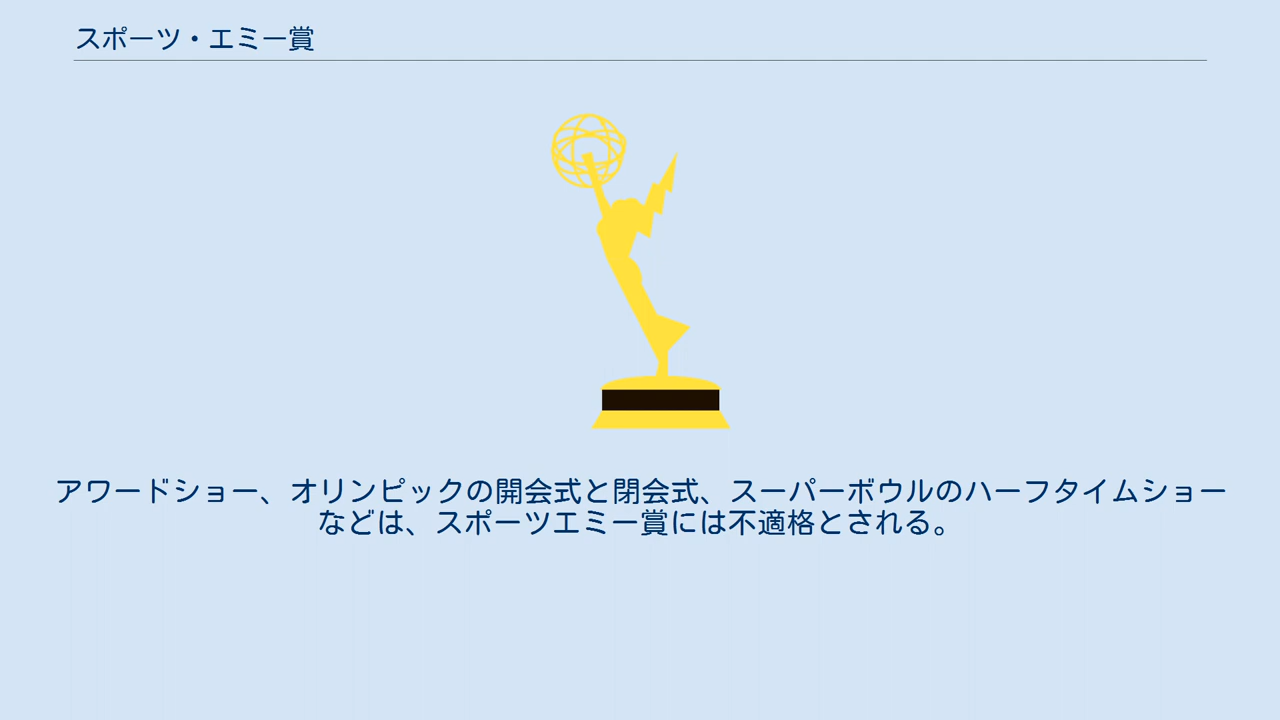 スポーツ・エミー賞
アワードショー、オリンピックの開会式と閉会式、スーパーボウルのハーフタイムショー
などは、スポーツエミー賞には不適格とされる。